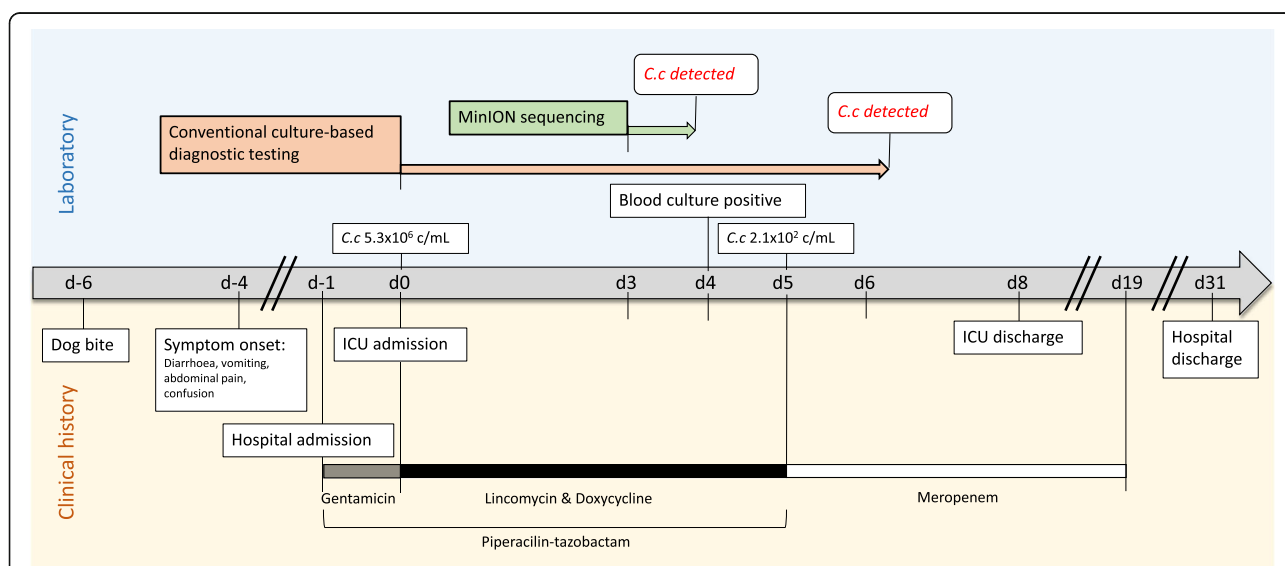 Laboratory
C.c detected
MinION sequencing
C.c detected
Conventional culture-based
diagnostic testing
Blood culture positive
C.c 5.3x10⁶ c/mL
C.c 2.1x10² c/mL
d-6
d-4
d-1
d0
d3
d4
d5
d6
d8
d19
d31
Clinical history
Dog bite
Symptom onset:
Diarrhoea, vomiting,
abdominal pain,
confusion
ICU admission
ICU discharge
Hospital
discharge
Hospital admission
Gentamicin
Lincomycin & Doxycycline
Meropenem
Piperacilin-tazobactam